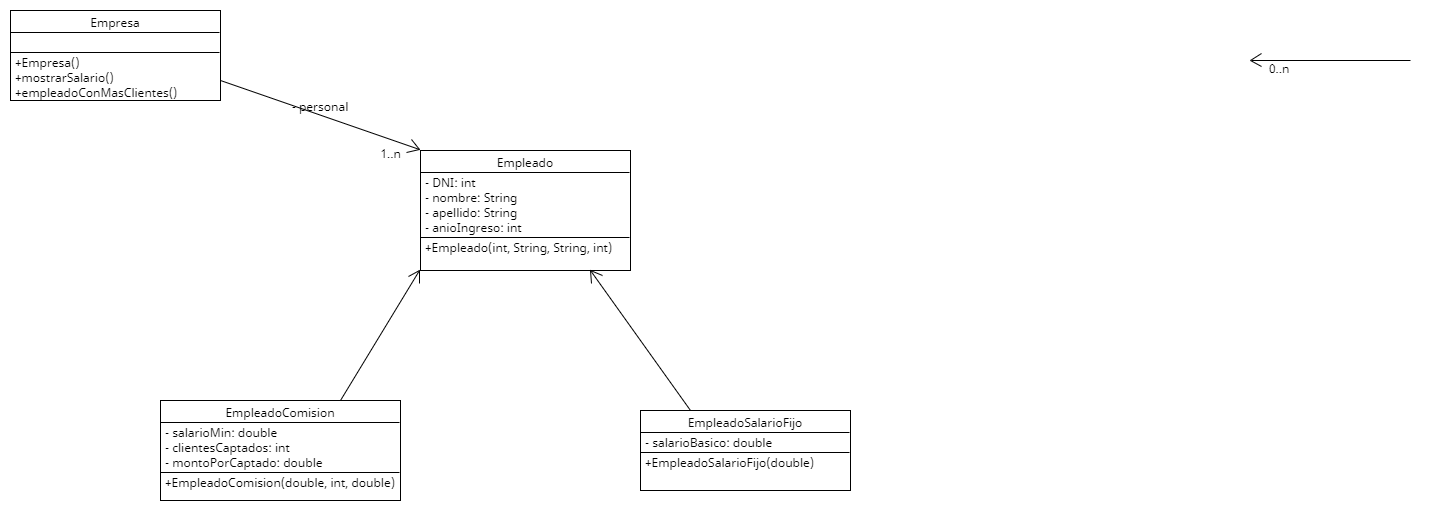 Empresa
+Empresa()
+mostrarSalario()
+empleadoConMasClientes()
- personal
1..n
0..n
Empleado
- DNI: int
- nombre: String
- apellido: String
- anioIngreso: int
+Empleado(int, String, String, int)
EmpleadoComision
- salarioMin: double
- clientesCaptados: int
- montoPorCaptado: double
+EmpleadoComision(double, int, double)
EmpleadoSalarioFijo
- salarioBasico: double
+EmpleadoSalarioFijo(double)